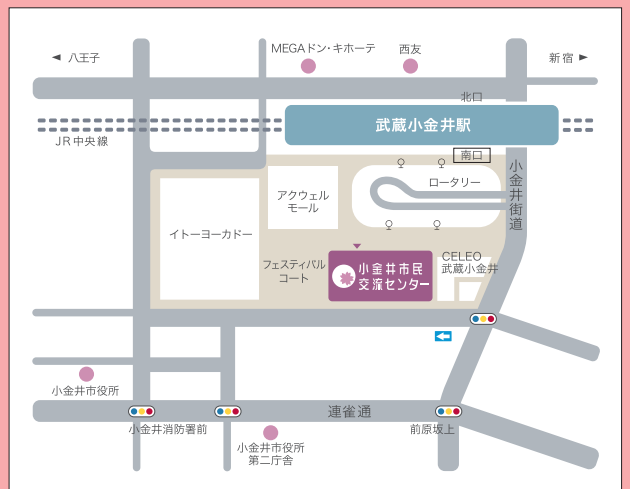 MEGAドン・キホーテ
西友
八王子
新宿
北口
武蔵小金井駅
JR中央線
南口
小金井街道
ロータリー
アクウェル
モール
イトーヨーカドー
フェスティバル
コート
小金井市民
交流センター
CELEO
武蔵小金井
小金井市役所
連雀通
小金井消防署前
前原坂上
小金井市役所
第二庁舎